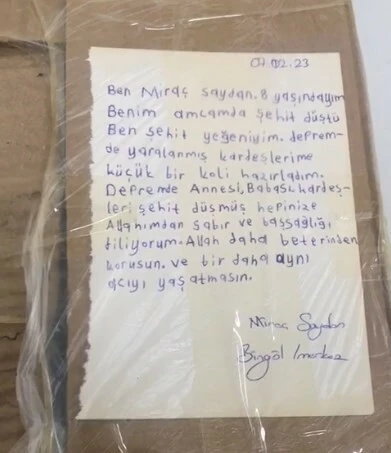 07.02.23
Ben Miraç saydan. 8 yaşındayım
Benim amcamda şehit düştü
Ben şehit yeğeniyim. deprem-
de yaralanmış kardeşlerime
küçük bir koli hazırladım.
Depremde Annesi, Babası, kardeş-
leri şehit düşmüş hepinize
Allahımdan sabır ve başsağlığı
diliyorum. Allah daha beterinden
korusun. ve bir daha aynı
acıyı yaşatmasın.
Miraç Saydan
Bingöl / merkez